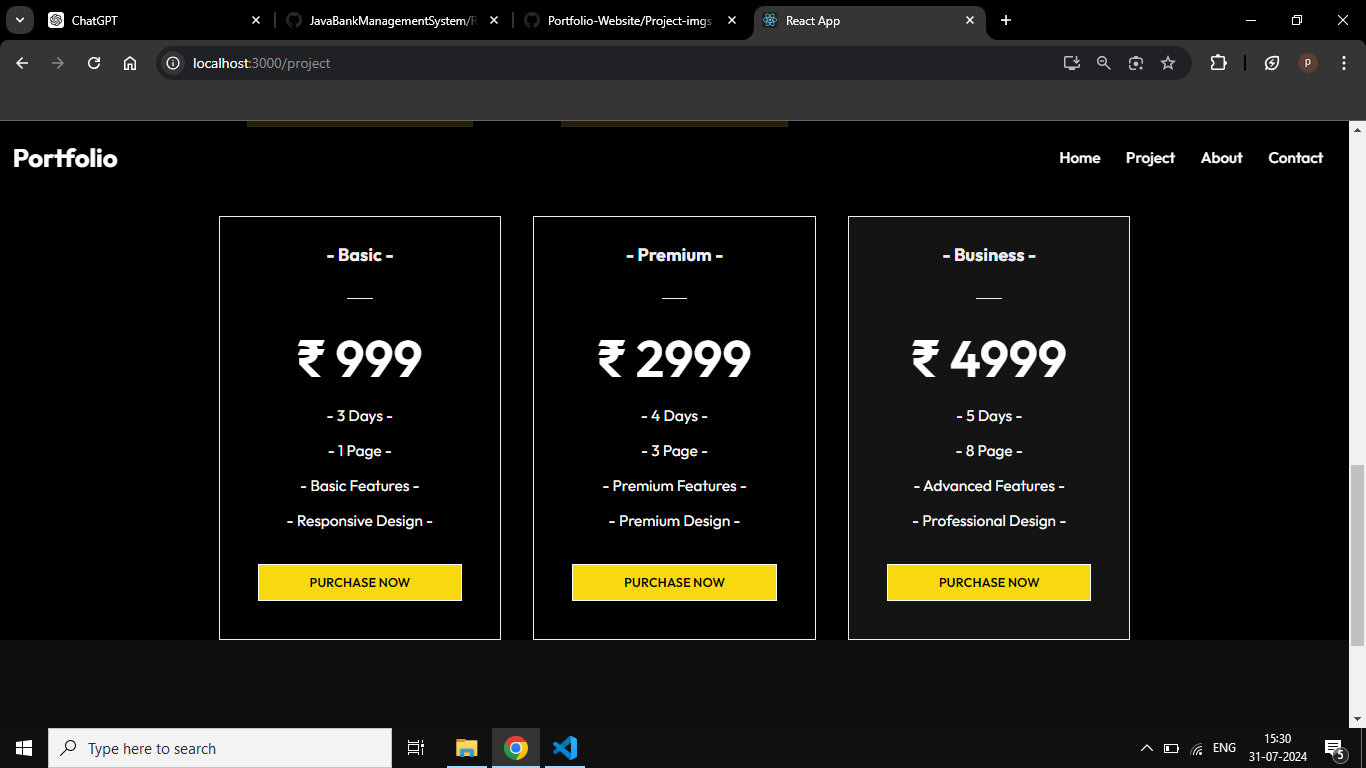 ChatGPT
JavaBankManagementSystem/R
Portfolio-Website/Project-imgs
React App
localhost:3000/project
P
Portfolio
Home Project About Contact
- Basic -
₹ 999
- 3 Days -
- 1 Page -
- Basic Features -
- Responsive Design -
PURCHASE NOW
- Premium -
₹ 2999
- 4 Days -
- 3 Page -
- Premium Features -
- Premium Design -
PURCHASE NOW
- Business -
₹ 4999
- 5 Days -
- 8 Page -
- Advanced Features -
- Professional Design -
PURCHASE NOW
Type here to search
ENG
15:30
31-07-2024
5